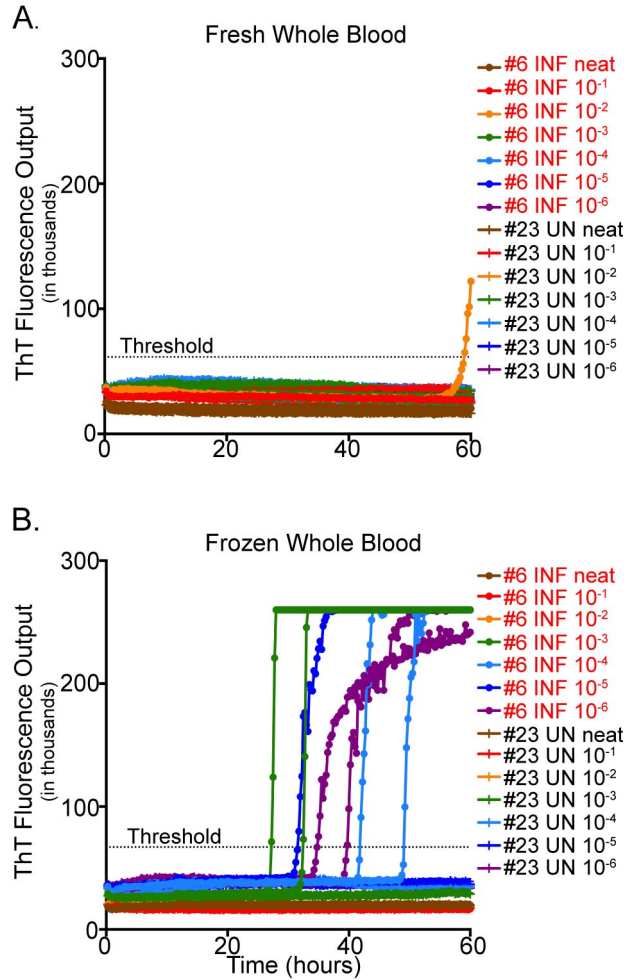 A.
Fresh Whole Blood
ThT Fluorescence Output
(in thousands)
300
200
100
0
Threshold
0 20 40 60
#6 INF neat
#6 INF 10⁻¹
#6 INF 10⁻²
#6 INF 10⁻³
#6 INF 10⁻⁴
#6 INF 10⁻⁵
#6 INF 10⁻⁶
#23 UN neat
#23 UN 10⁻¹
#23 UN 10⁻²
#23 UN 10⁻³
#23 UN 10⁻⁴
#23 UN 10⁻⁵
#23 UN 10⁻⁶
B.
Frozen Whole Blood
ThT Fluorescence Output
(in thousands)
300
200
100
0
Threshold
0 20 40 60
Time (hours)
#6 INF neat
#6 INF 10⁻¹
#6 INF 10⁻²
#6 INF 10⁻³
#6 INF 10⁻⁴
#6 INF 10⁻⁵
#6 INF 10⁻⁶
#23 UN neat
#23 UN 10⁻¹
#23 UN 10⁻²
#23 UN 10⁻³
#23 UN 10⁻⁴
#23 UN 10⁻⁵
#23 UN 10⁻⁶